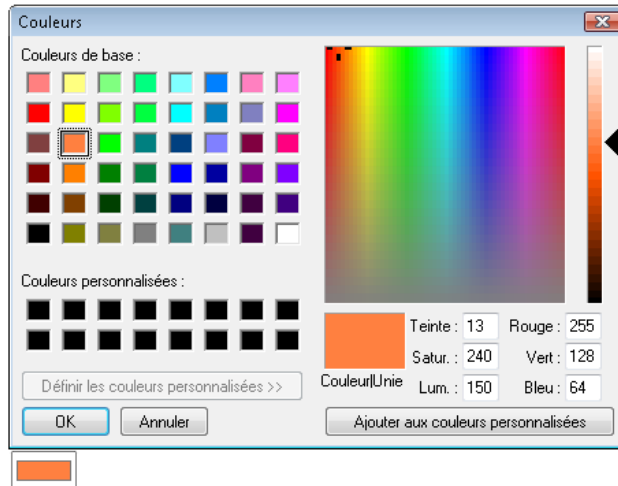 Couleurs
Couleurs de base :
Couleurs personnalisées :
Teinte : 13 Rouge : 255
Satur. : 240 Vert : 128
Couleur|Unie Lum. : 150 Bleu : 64
Définir les couleurs personnalisées >>
OK Annuler Ajouter aux couleurs personnalisées